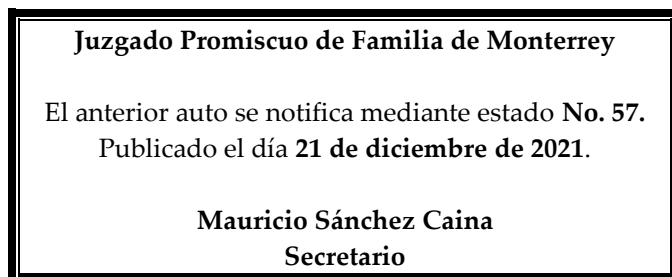 Juzgado Promiscuo de Familia de Monterrey
El anterior auto se notifica mediante estado No. 57.
Publicado el día 21 de diciembre de 2021.
Mauricio Sánchez Caina
Secretario